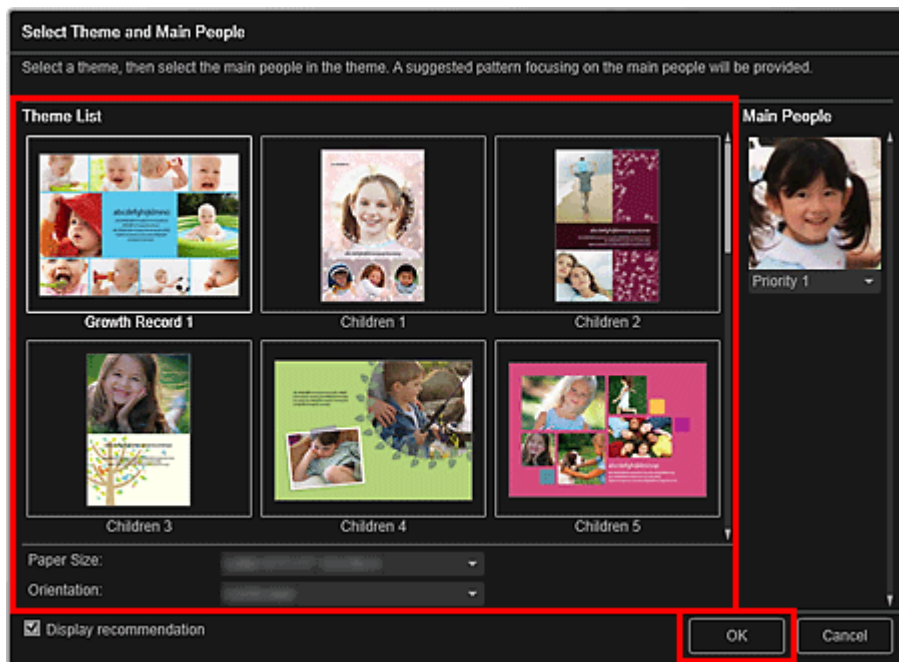 Select Theme and Main People
Select a theme, then select the main people in the theme. A suggested pattern focusing on the main people will be provided.
Theme List
Main People
Growth Record 1
Children 1
Children 2
Priority 1
Children 3
Children 4
Children 5
Paper Size:
Orientation:
Display recommendation
OK
Cancel